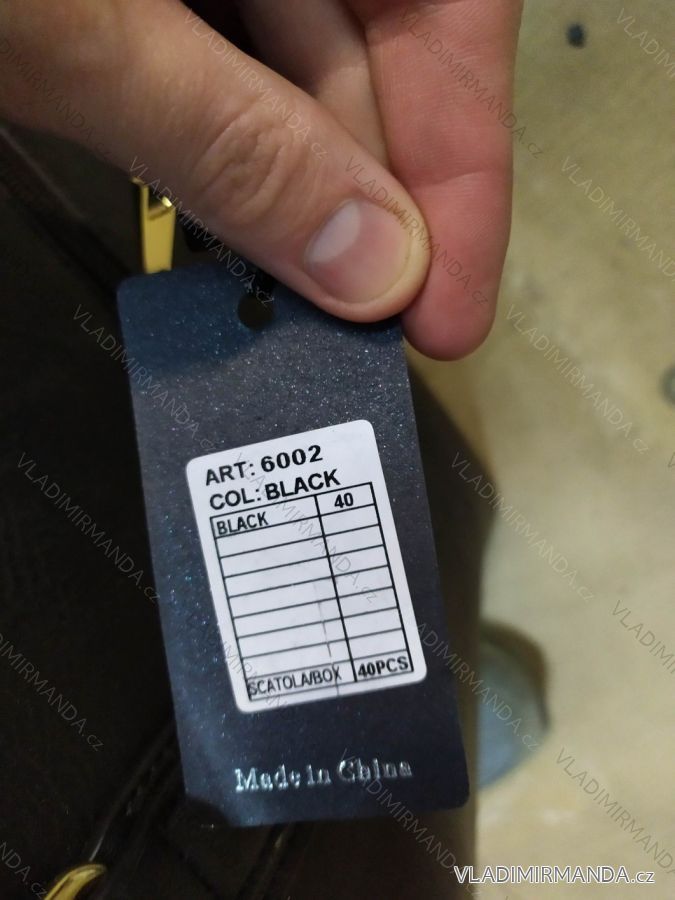 ART: 6002
COL: BLACK
BLACK 40
SCATOLA/BOX 40PCS
Made in China
VLADIMIRMANDA.cz